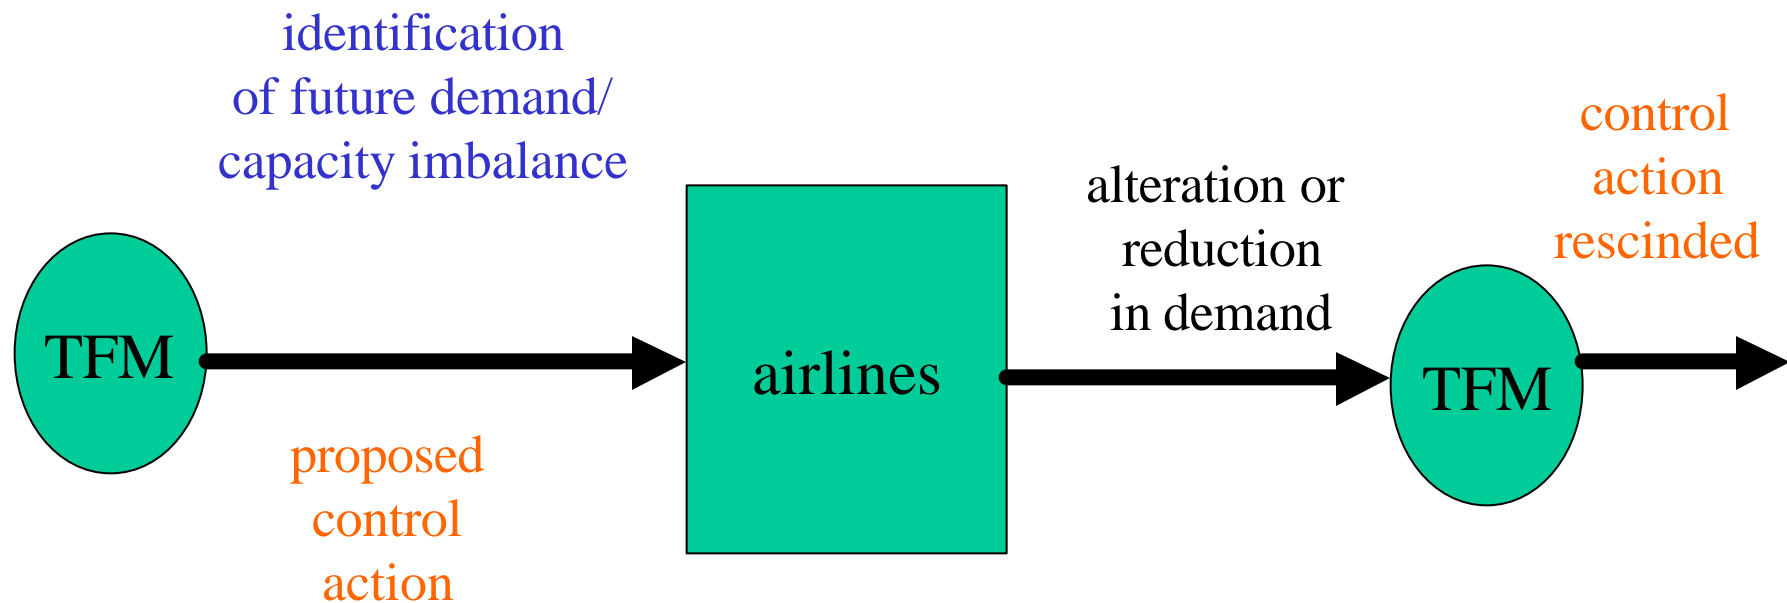 identification
of future demand/
capacity imbalance
TFM
proposed
control
action
airlines
alteration or
reduction
in demand
TFM
control
action
rescinded